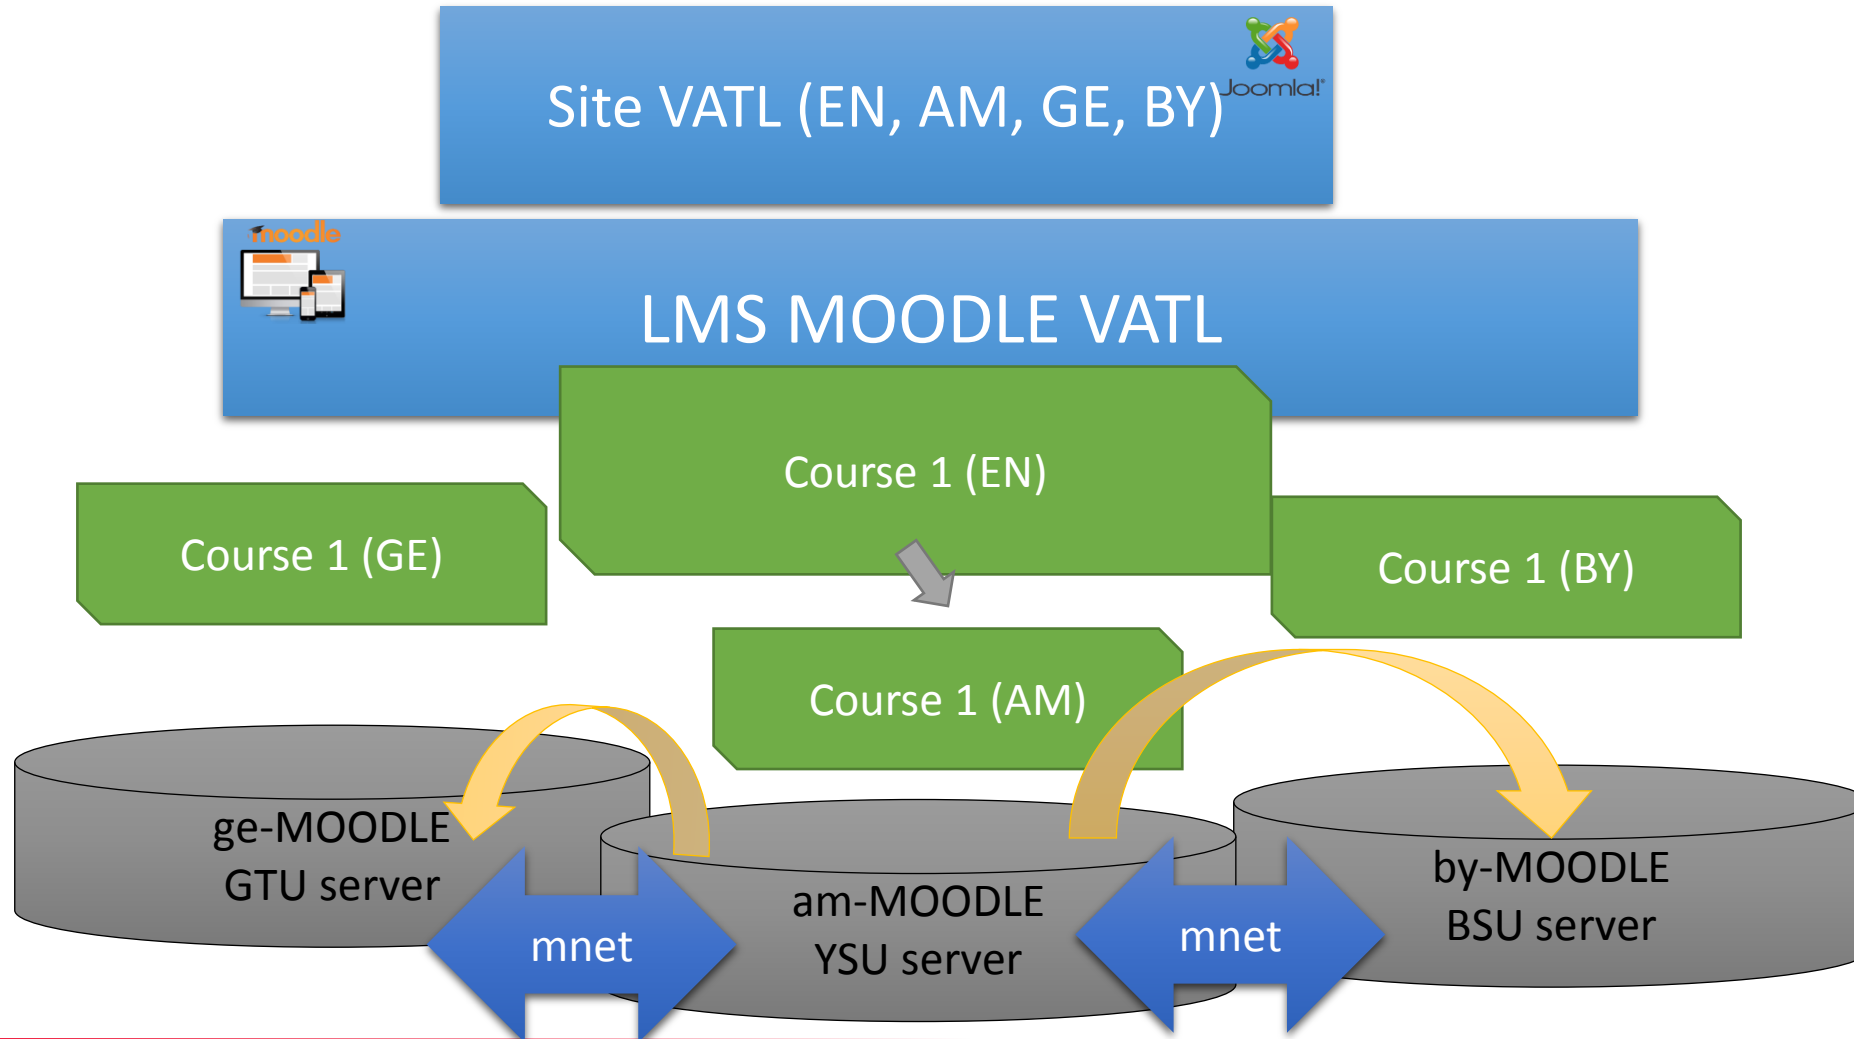 Site VATL (EN, AM, GE, BY)
Joomla!®
moodle
LMS MOODLE VATL
Course 1 (EN)
Course 1 (GE)
Course 1 (BY)
Course 1 (AM)
ge-MOODLE
GTU server
am-MOODLE
YSU server
by-MOODLE
BSU server
mnet
mnet